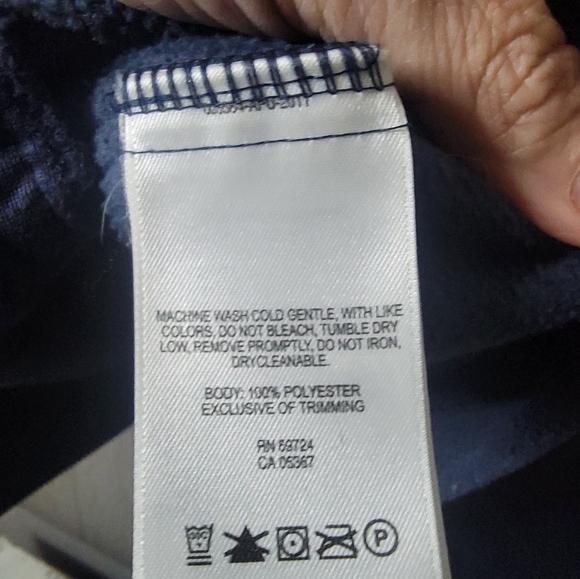 MACHINE WASH COLD GENTLE, WITH LIKE
COLORS, DO NOT BLEACH, TUMBLE DRY
LOW, REMOVE PROMPTLY, DO NOT IRON,
DRYCLEANABLE.
BODY: 100% POLYESTER
EXCLUSIVE OF TRIMMING
RN 69724
CA 05367
30C P